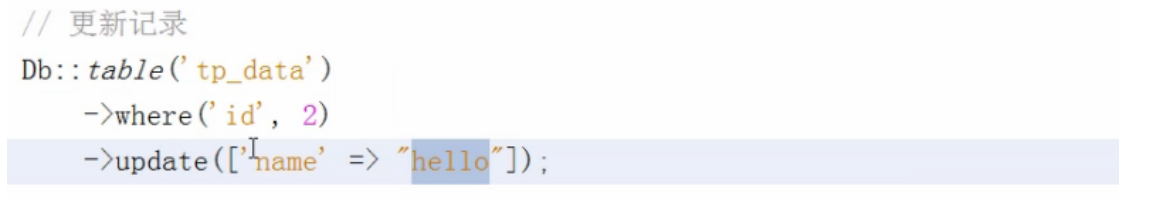 // 更新记录
Db::table('tp_data')
->where('id', 2)
->update(['name' => "hello"]);